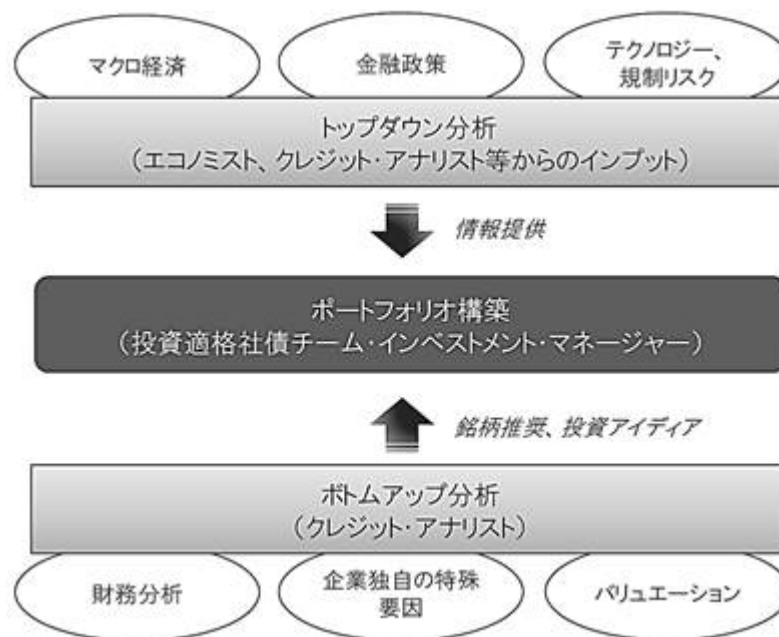 マクロ経済
金融政策
テクノロジー、
規制リスク
トップダウン分析
（エコノミスト、クレジット・アナリスト等からのインプット）
情報提供
ポートフォリオ構築
（投資適格社債チーム・インベストメント・マネージャー）
銘柄推奨、投資アイディア
ボトムアップ分析
（クレジット・アナリスト）
財務分析
企業独自の特殊
要因
バリュエーション